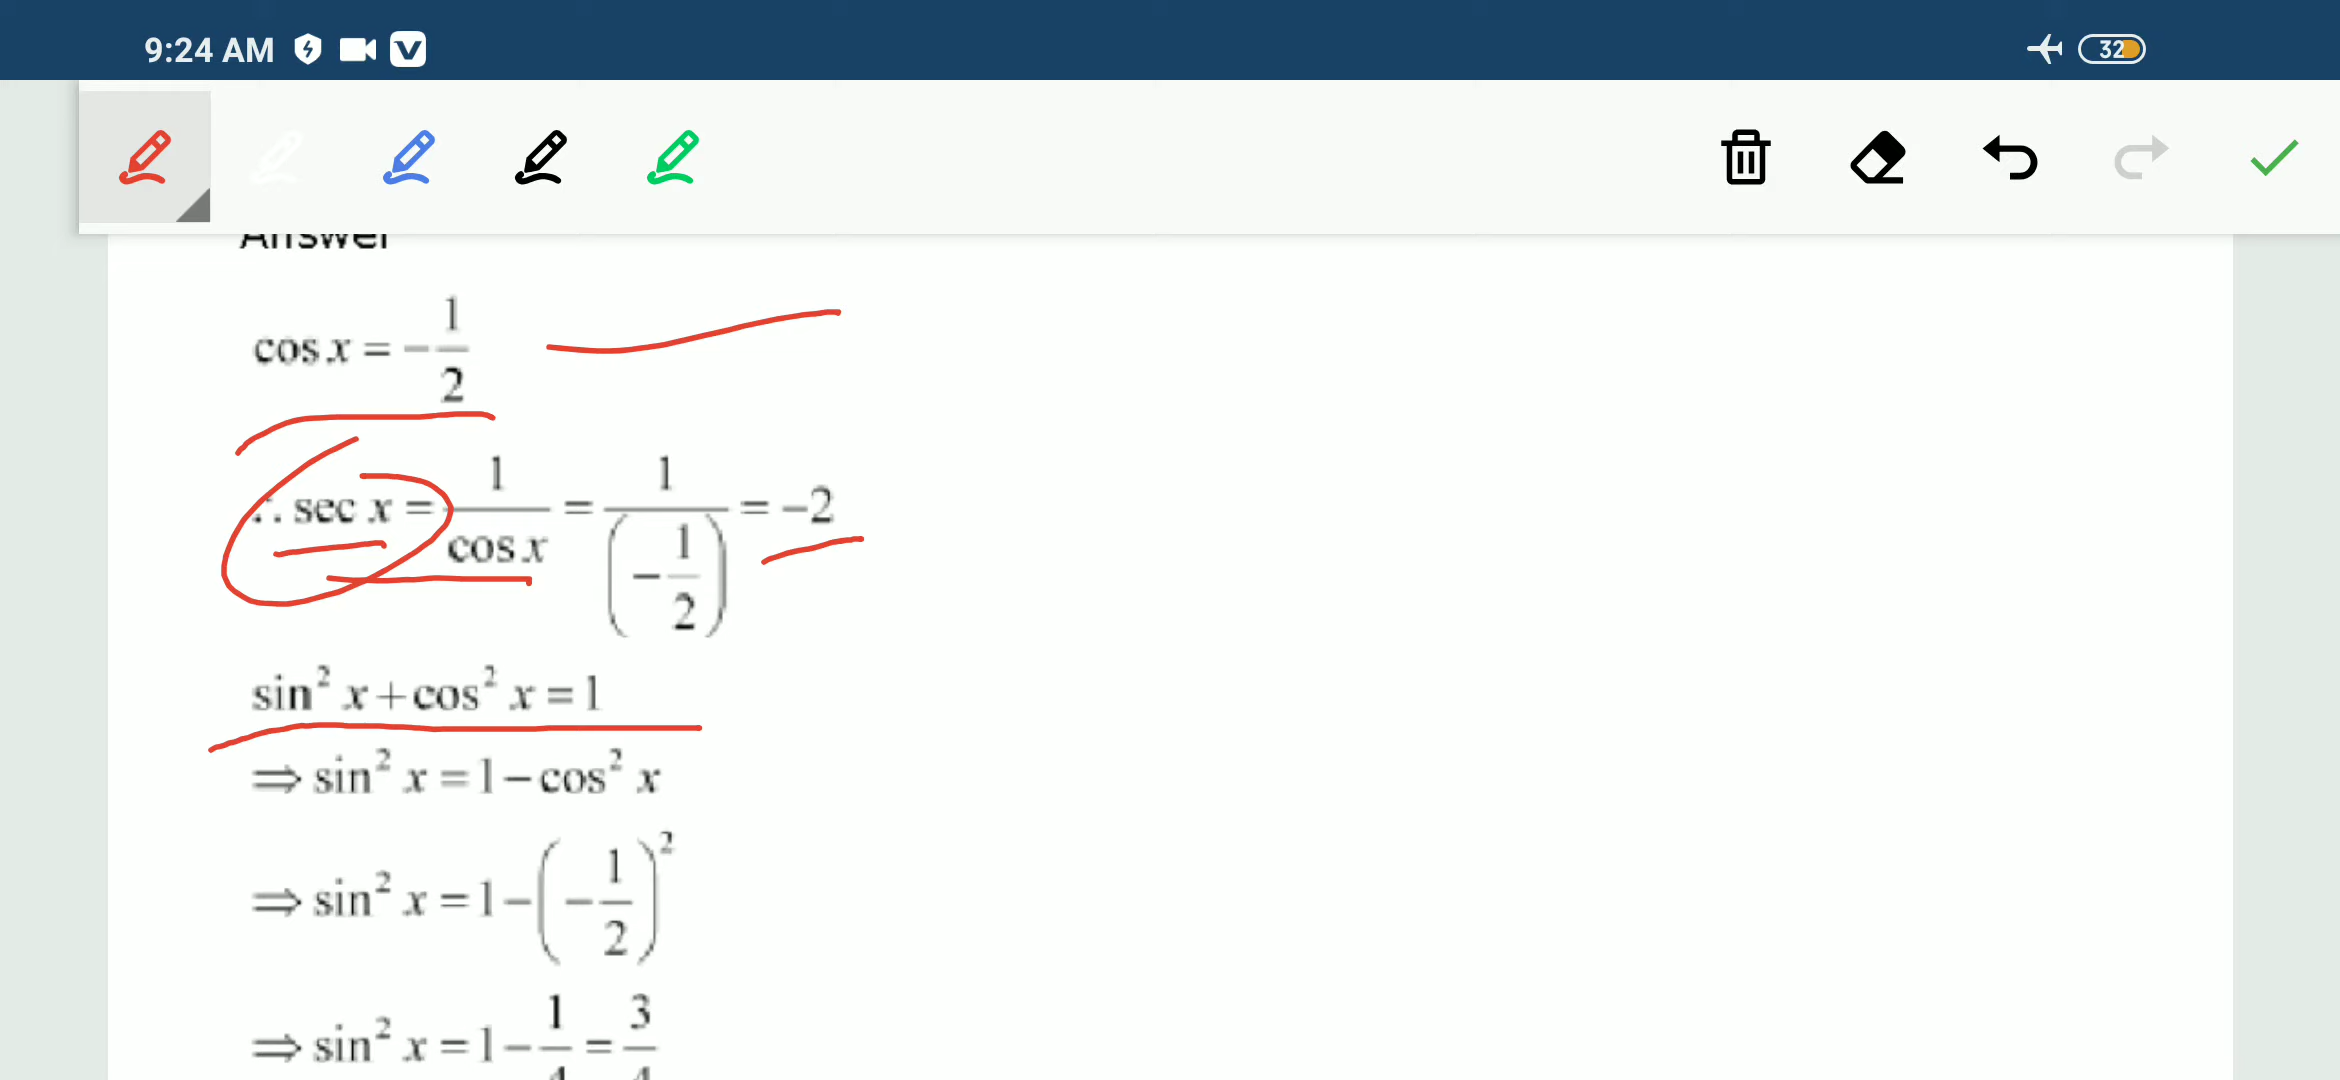 9:24 AM 32
Answer
cos x = -1/2
∴ sec x = 1/cos x = 1/(-1/2) = -2
sin² x + cos² x = 1
⇒ sin² x = 1 - cos² x
⇒ sin² x = 1 - (-1/2)²
⇒ sin² x = 1 - 1/4 = 3/4